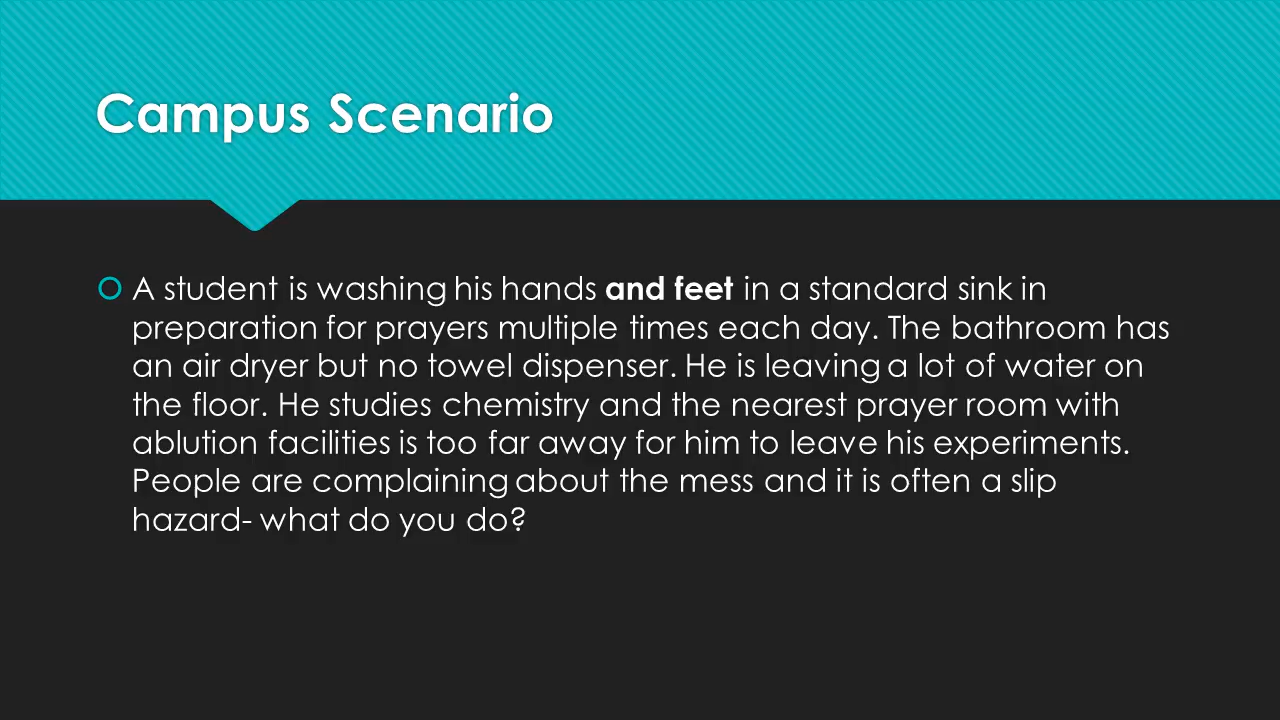 Campus Scenario
A student is washing his hands and feet in a standard sink in
preparation for prayers multiple times each day. The bathroom has
an air dryer but no towel dispenser. He is leaving a lot of water on
the floor. He studies chemistry and the nearest prayer room with
ablution facilities is too far away for him to leave his experiments.
People are complaining about the mess and it is often a slip
hazard- what do you do?